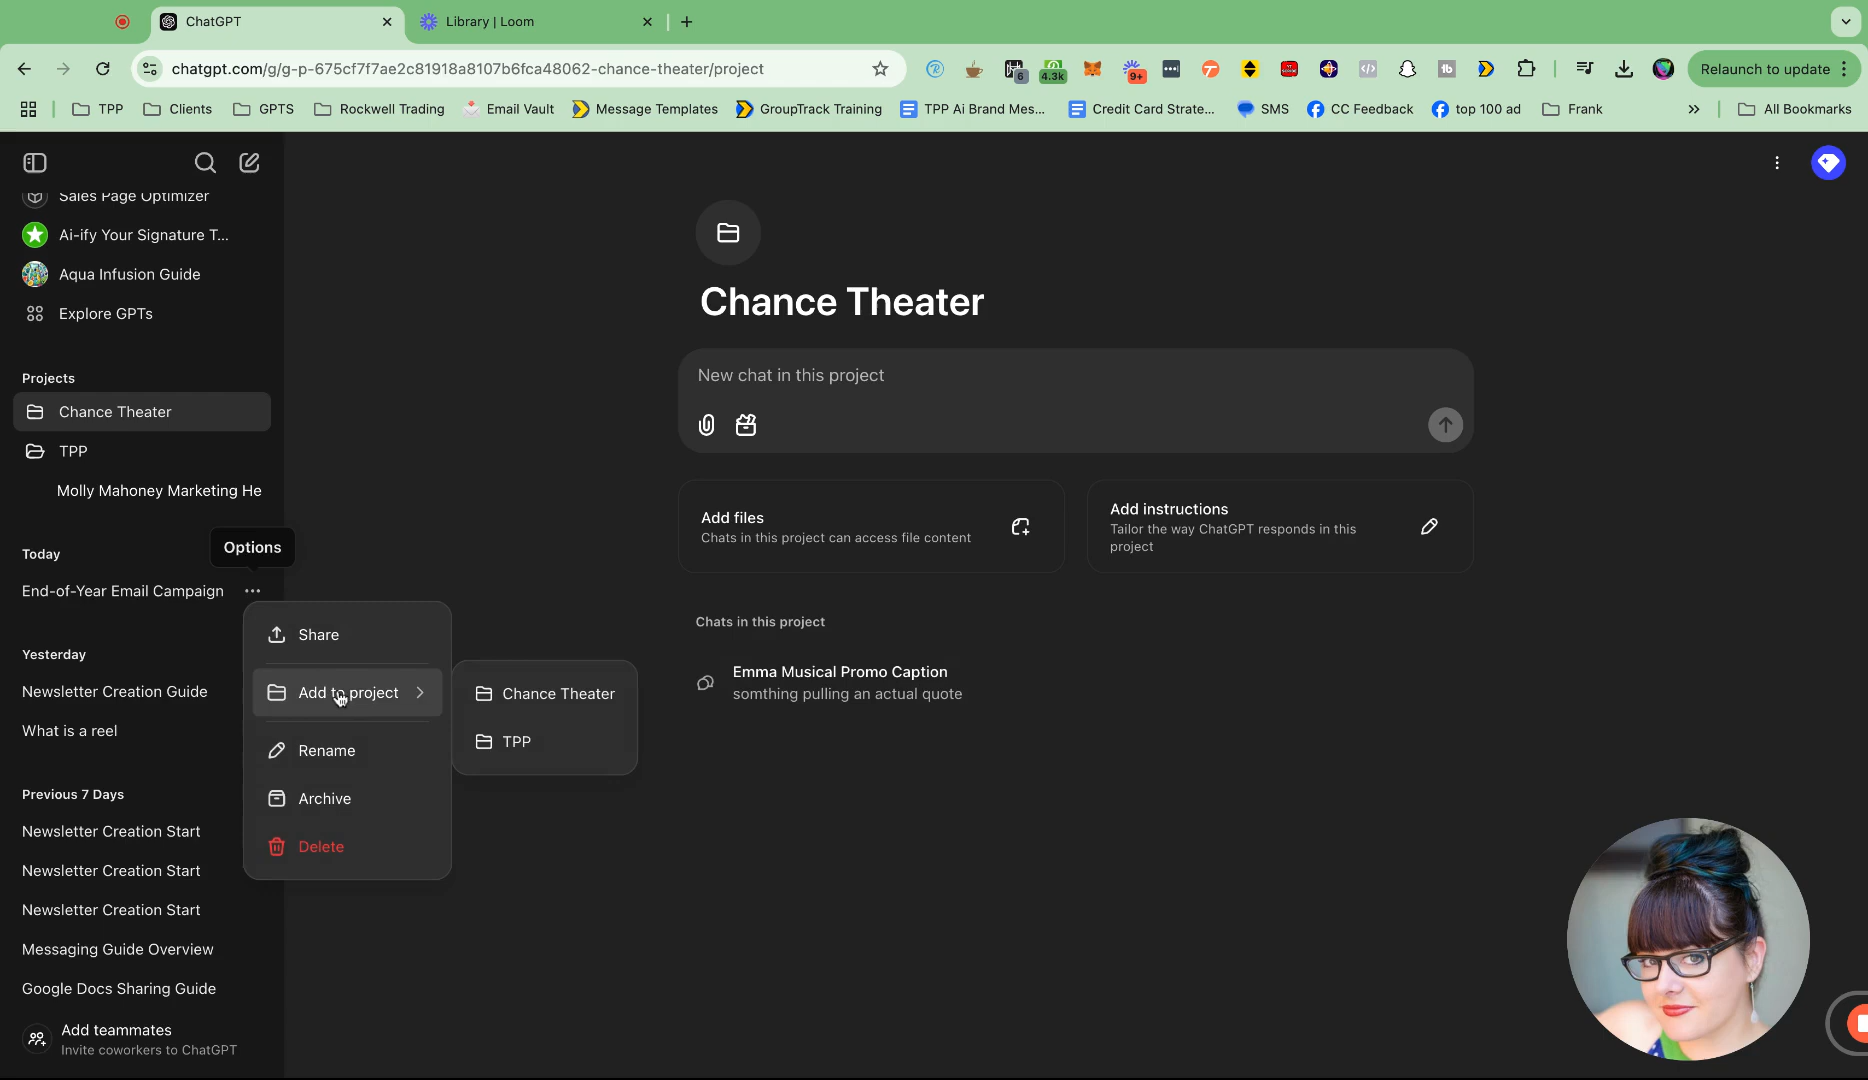 ChatGPT
Library | Loom
chatgpt.com/g/g-p-675cf7f7ae2c81918a8107b6fca48062-chance-theater/project
6
4.3k
9+
1b
Relaunch to update
TPP
Clients
GPTS
Rockwell Trading
Email Vault
Message Templates
GroupTrack Training
TPP Ai Brand Mes...
Credit Card Strate...
SMS
CC Feedback
top 100 ad
Frank
»
All Bookmarks
Sales Page Optimizer
Ai-ify Your Signature T...
Aqua Infusion Guide
Explore GPTs
Projects
Chance Theater
TPP
Molly Mahoney Marketing He
Options
Today
End-of-Year Email Campaign
Yesterday
Newsletter Creation Guide
What is a reel
Previous 7 Days
Newsletter Creation Start
Newsletter Creation Start
Newsletter Creation Start
Messaging Guide Overview
Google Docs Sharing Guide
Add teammates
Invite coworkers to ChatGPT
Share
Add to project
Rename
Archive
Delete
Chance Theater
TPP
Chance Theater
New chat in this project
Add files
Chats in this project can access file content
Add instructions
Tailor the way ChatGPT responds in this
project
Chats in this project
Emma Musical Promo Caption
somthing pulling an actual quote